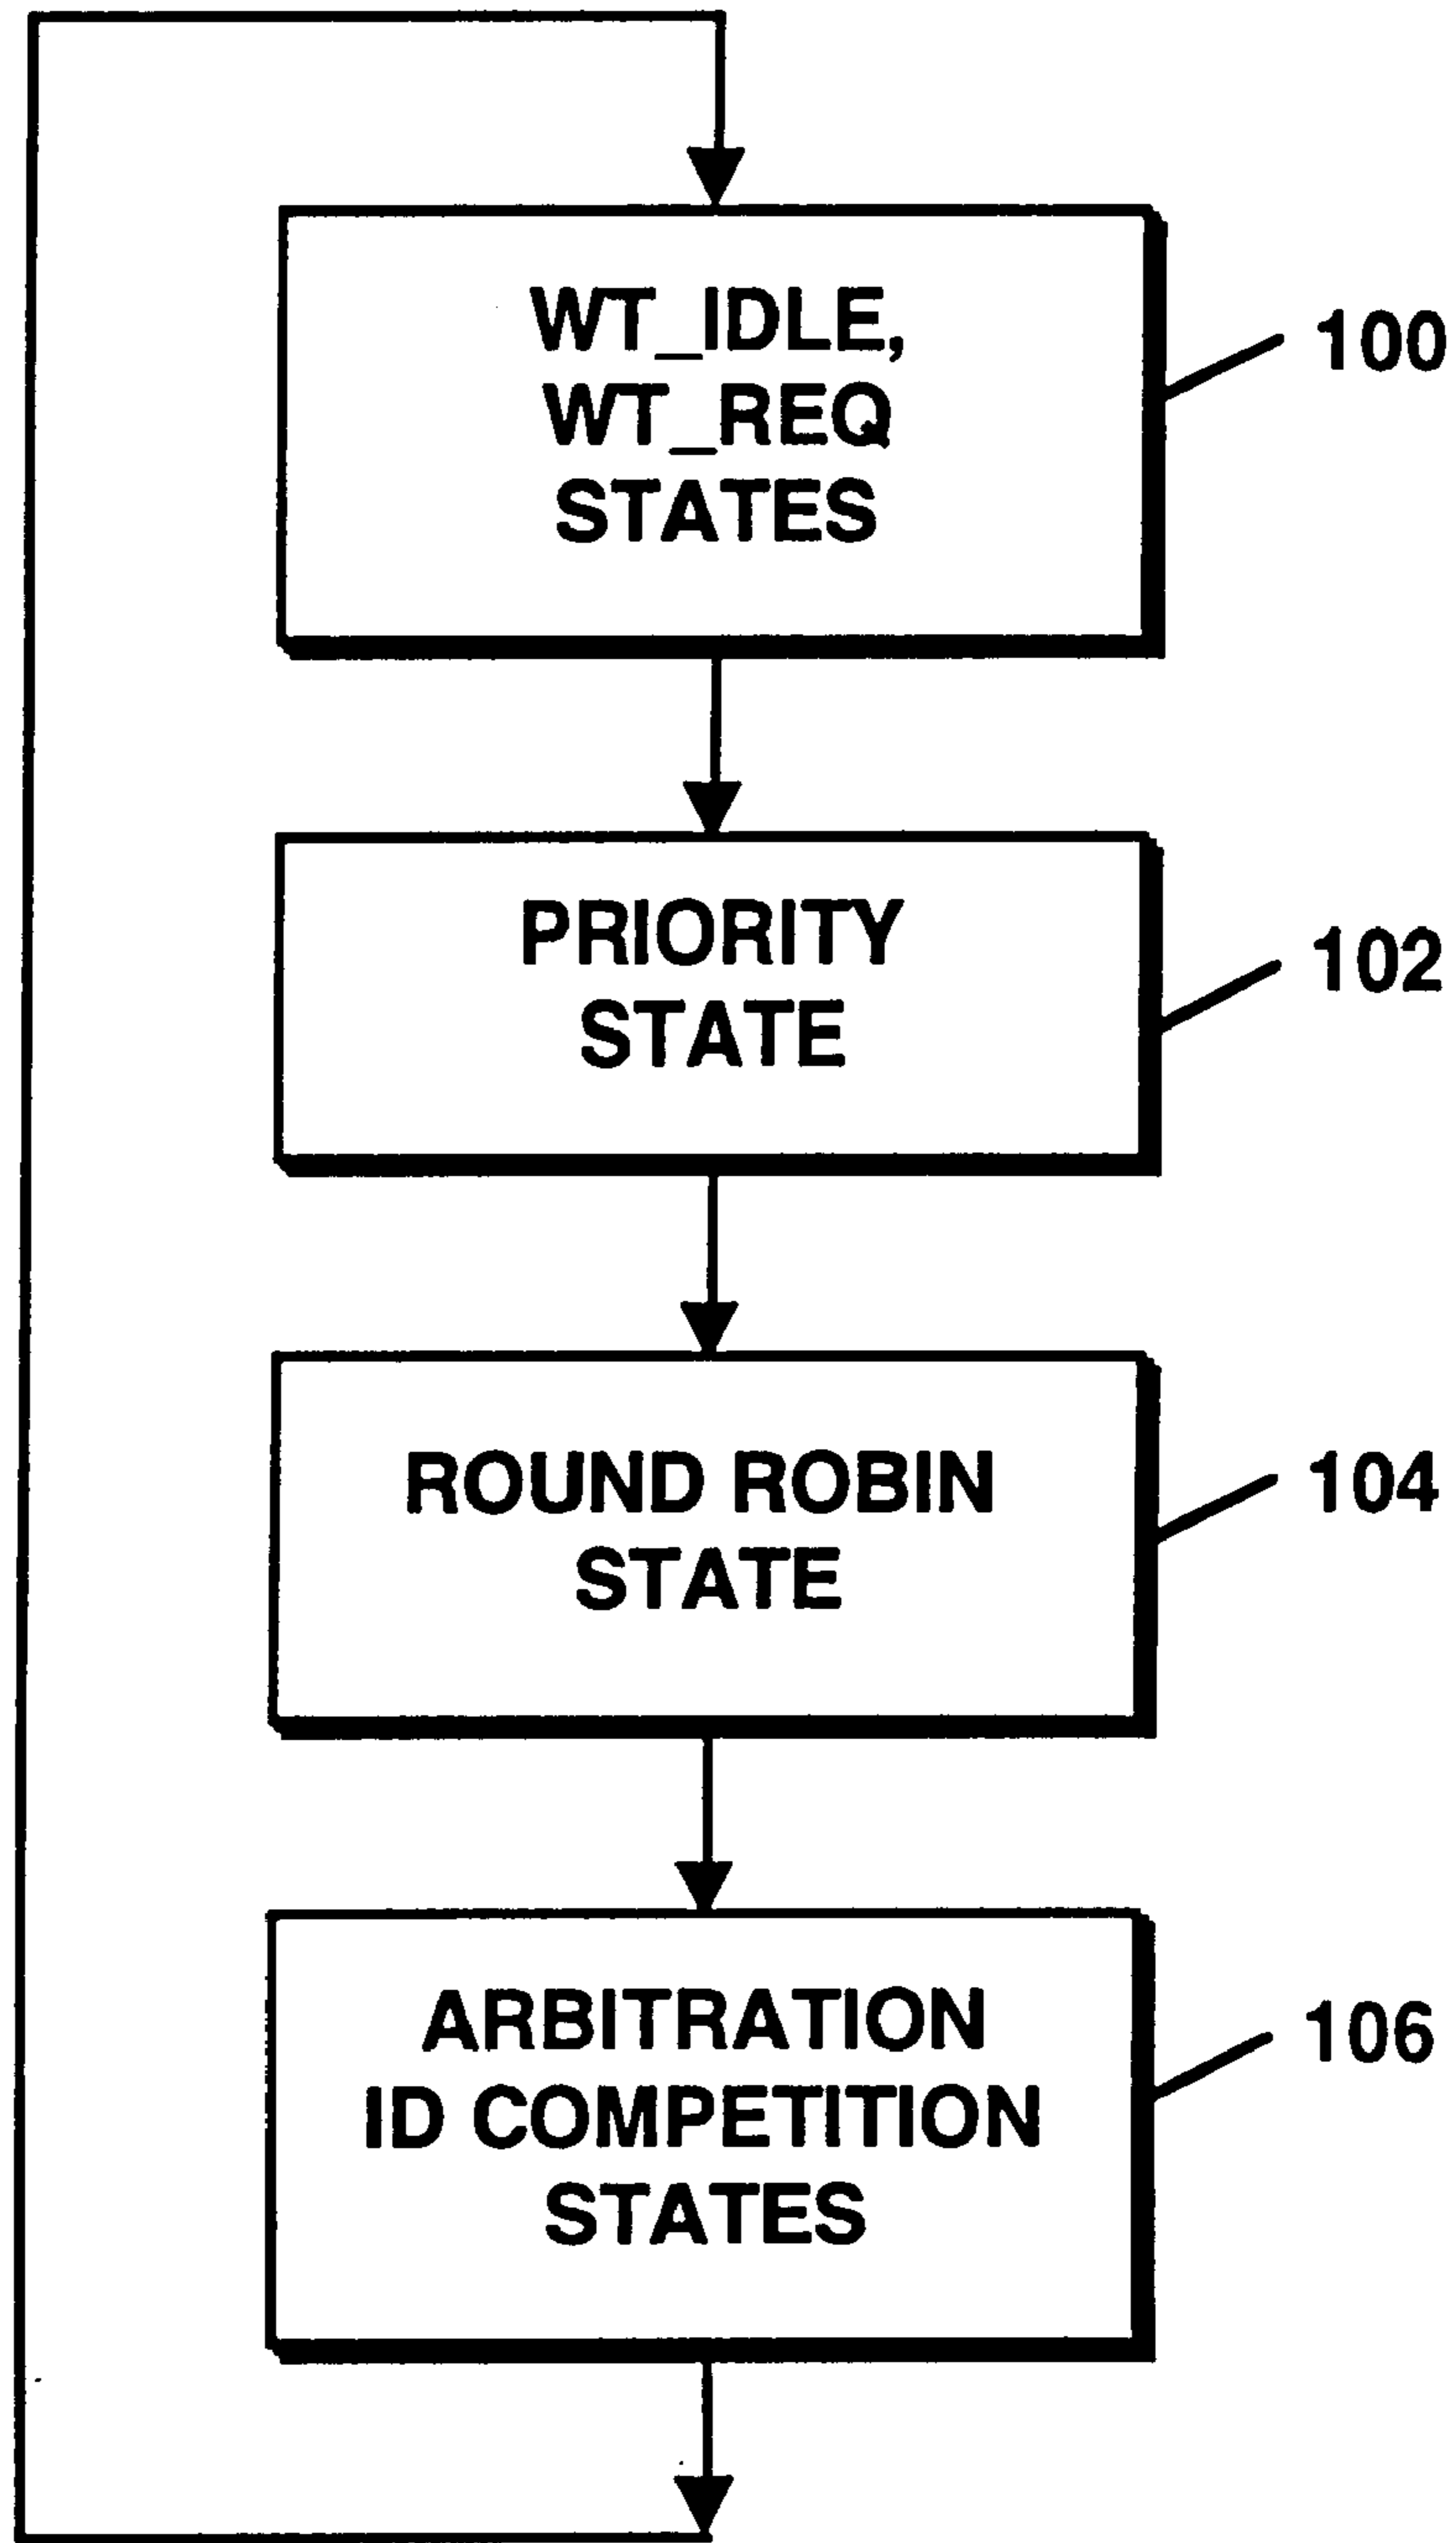 WT_IDLE,
WT_REQ
STATES
100
PRIORITY
STATE
102
ROUND ROBIN
STATE
104
ARBITRATION
ID COMPETITION
STATES
106